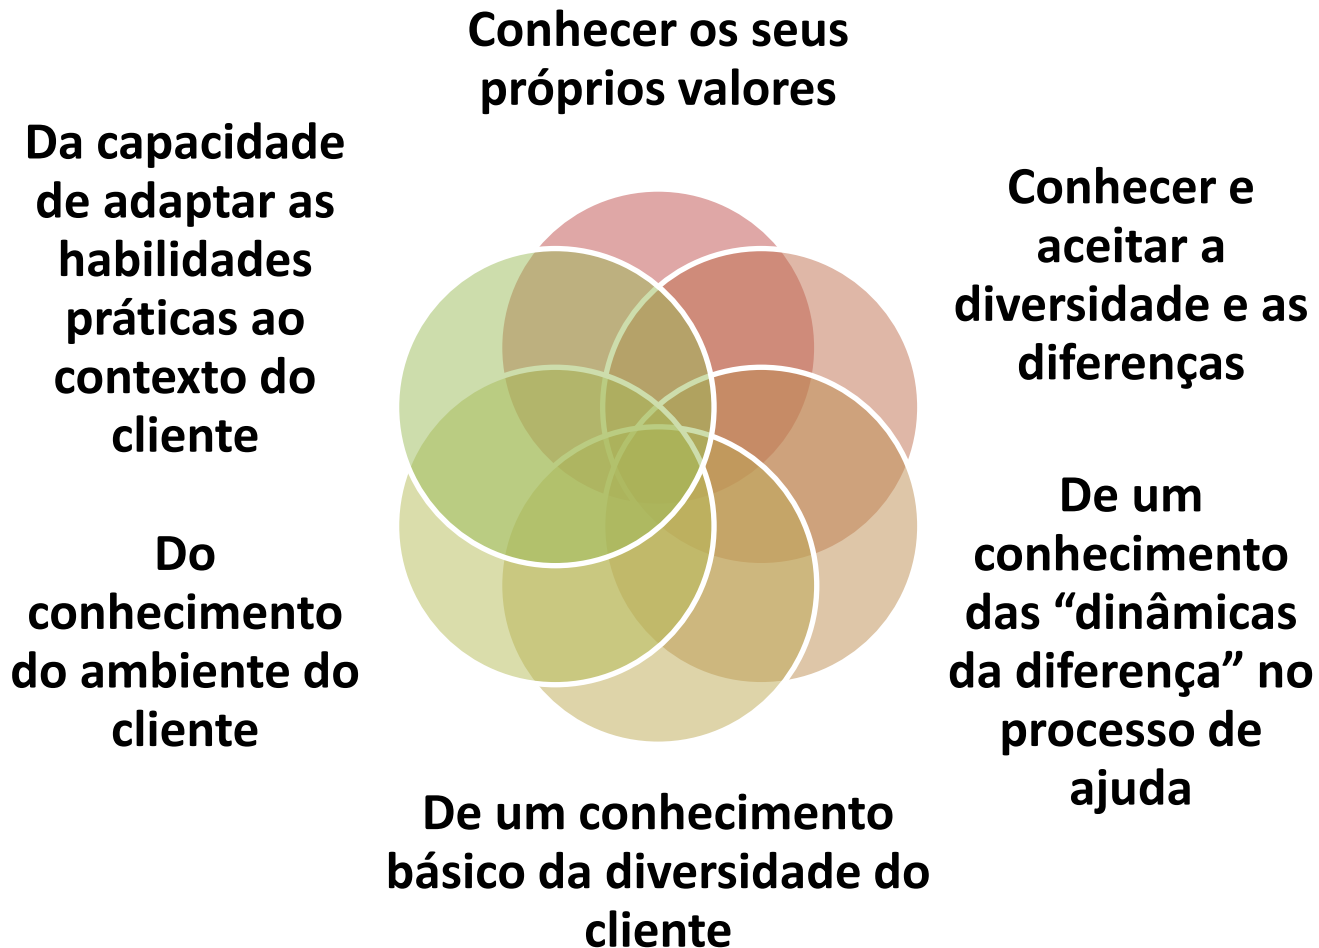 Conhecer os seus
próprios valores
Conhecer e
aceitar a
diversidade e as
diferenças
De um
conhecimento
das “dinâmicas
da diferença” no
processo de
ajuda
De um conhecimento
básico da diversidade do
cliente
Do
conhecimento
do ambiente do
cliente
Da capacidade
de adaptar as
habilidades
práticas ao
contexto do
cliente